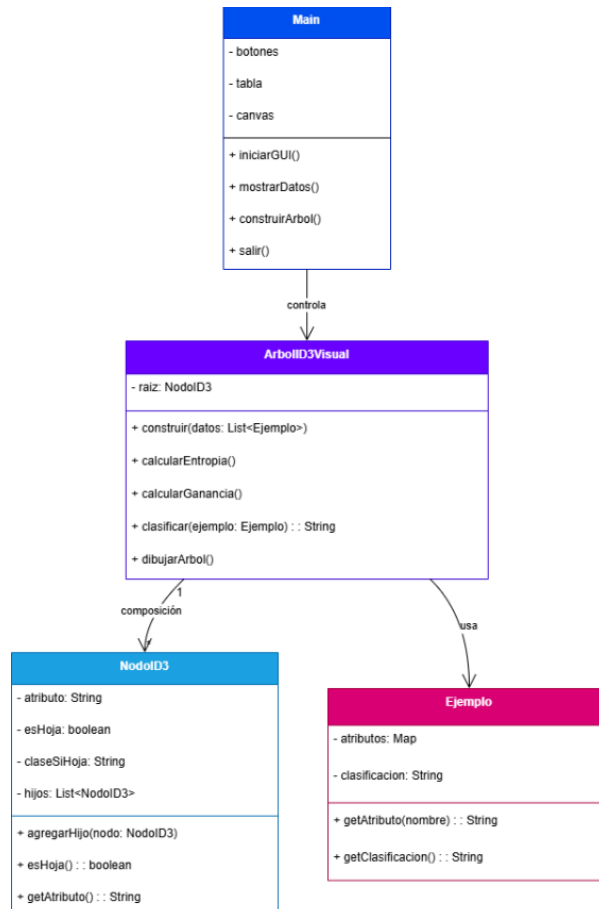 Main
- botones
- tabla
- canvas
+ iniciarGUI()
+ mostrarDatos()
+ construirArbol()
+ salir()
controla
ArbolID3Visual
- raiz: NodoID3
+ construir(datos: List<Ejemplo>)
+ calcularEntropia()
+ calcularGanancia()
+ clasificar(ejemplo: Ejemplo) : : String
+ dibujarArbol()
1
composición
*
usa
NodoID3
- atributo: String
- esHoja: boolean
- claseSiHoja: String
- hijos: List<NodoID3>
+ agregarHijo(nodo: NodoID3)
+ esHoja() : : boolean
+ getAtributo() : : String
Ejemplo
- atributos: Map
- clasificacion: String
+ getAtributo(nombre) : : String
+ getClasificacion() : : String